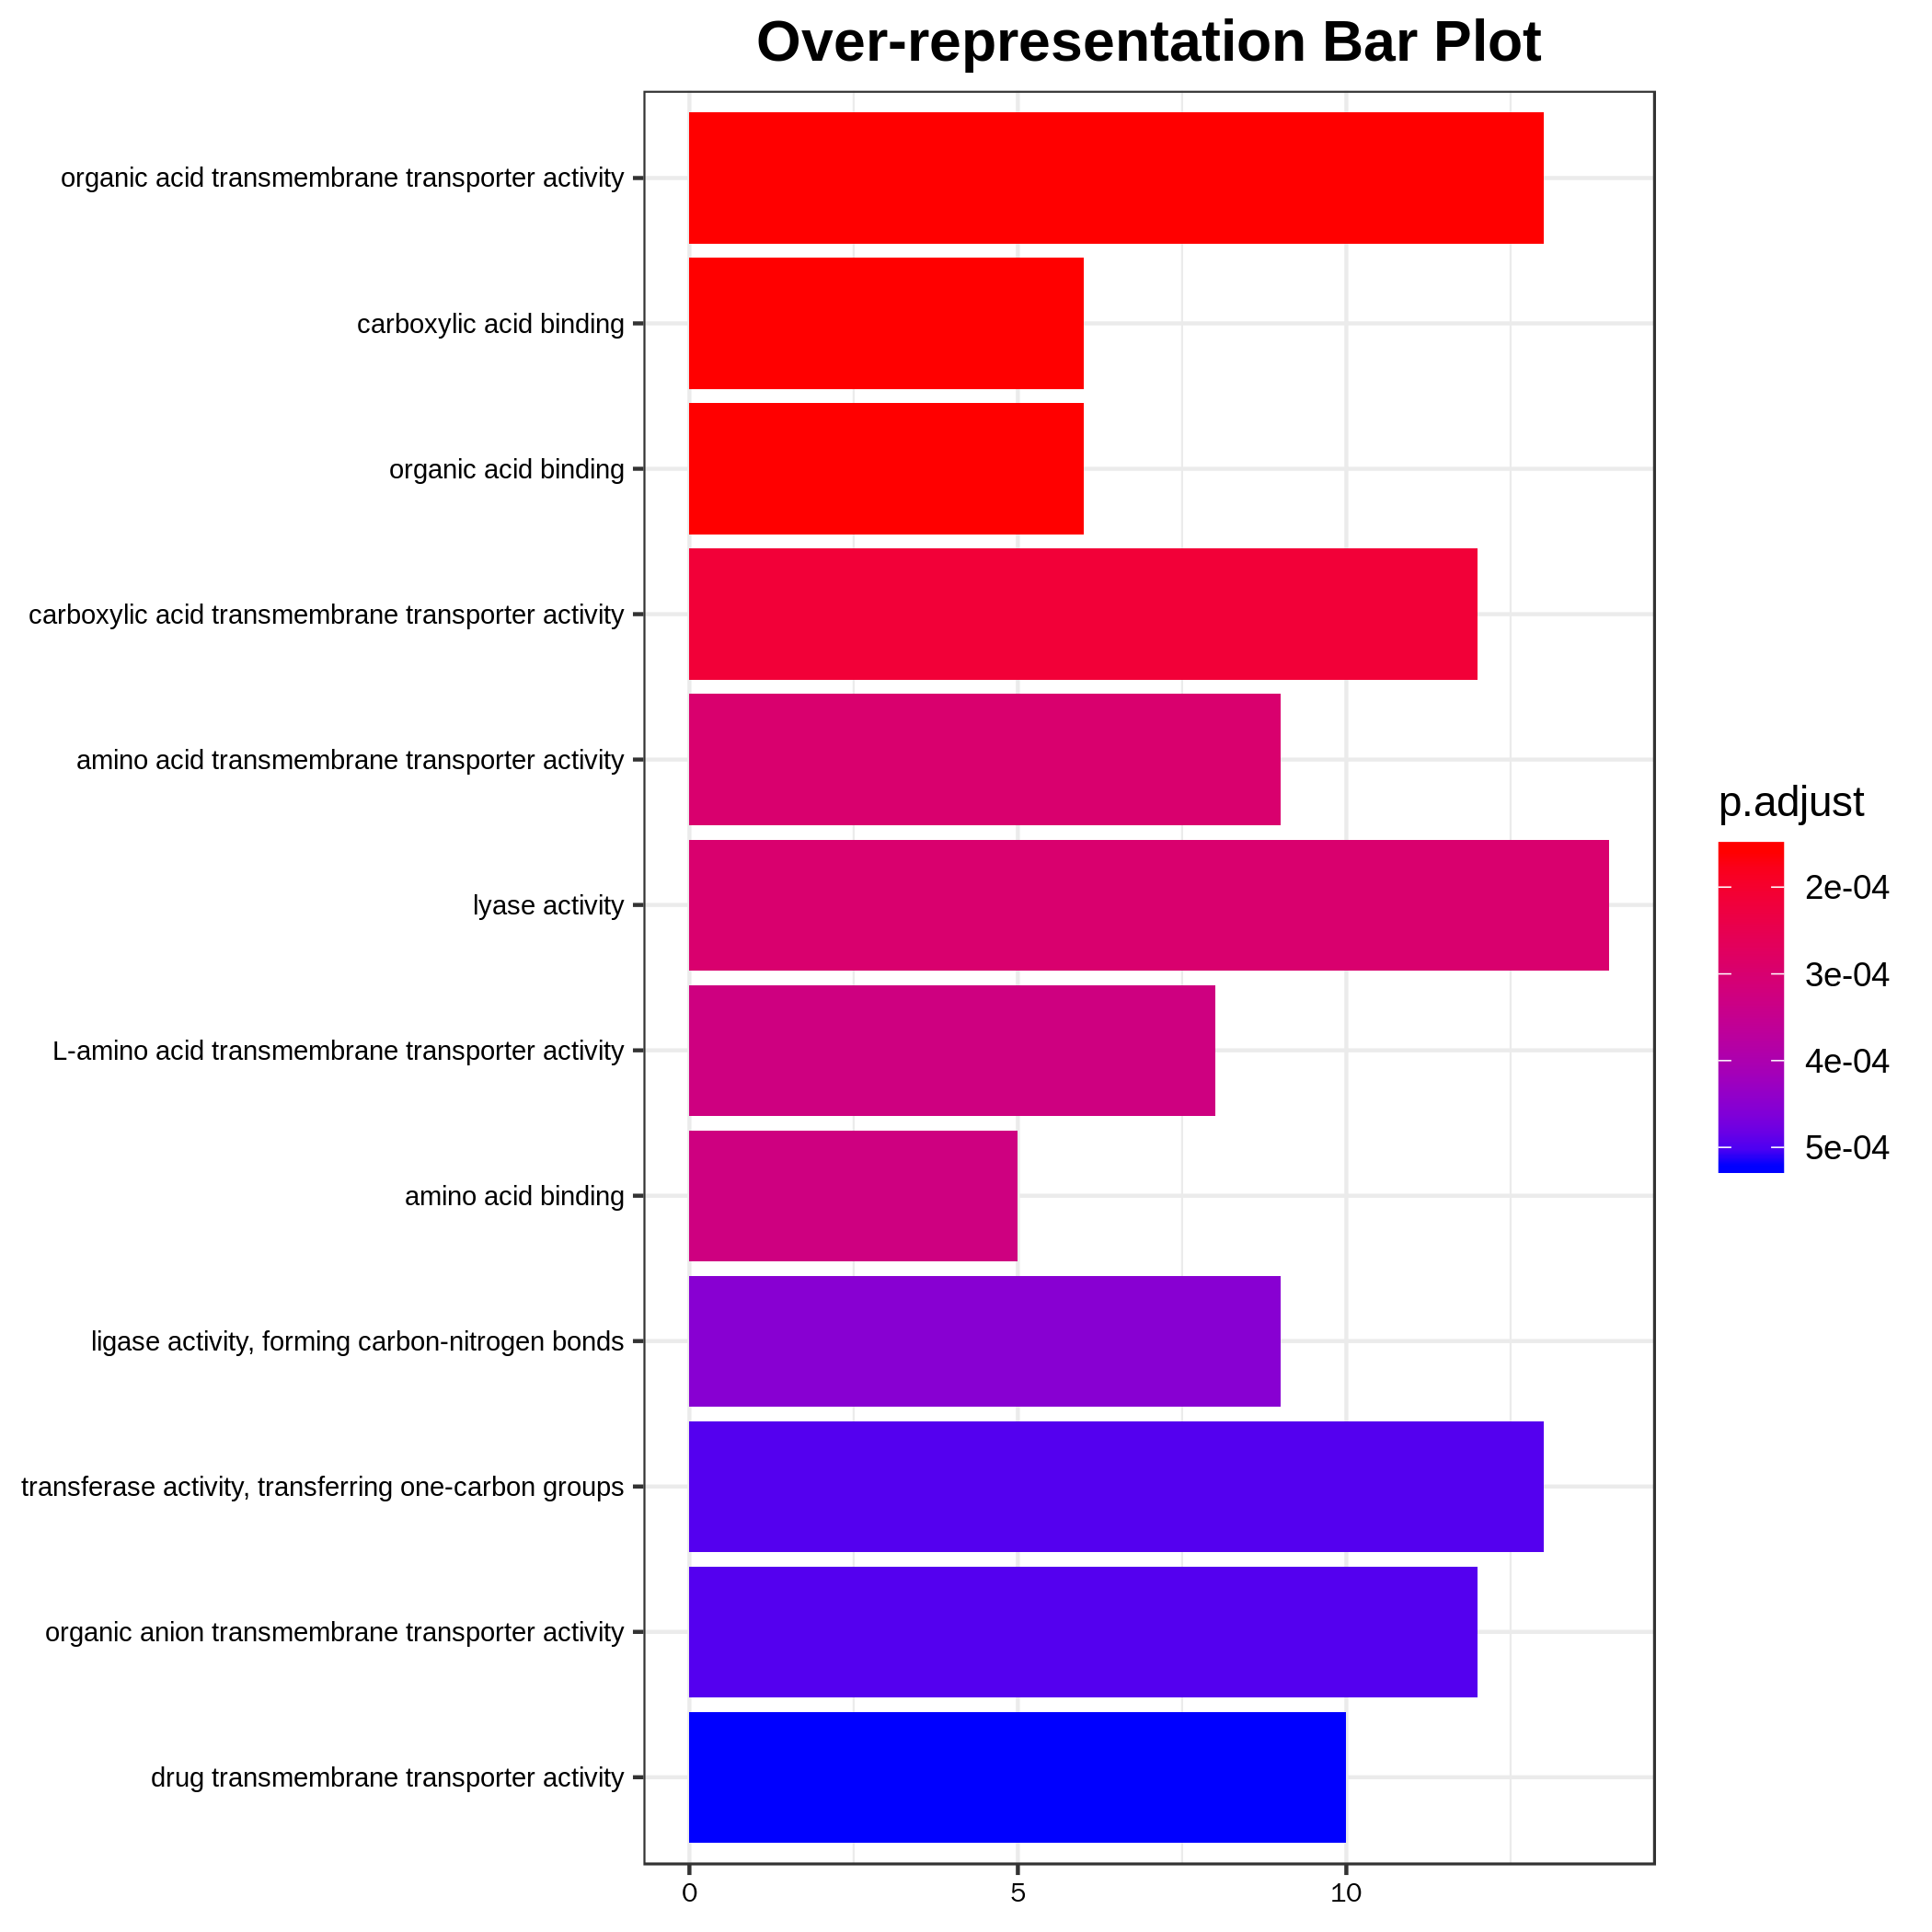 Over-representation Bar Plot
organic acid transmembrane transporter activity
carboxylic acid binding
organic acid binding
carboxylic acid transmembrane transporter activity
amino acid transmembrane transporter activity
lyase activity
L-amino acid transmembrane transporter activity
amino acid binding
ligase activity, forming carbon-nitrogen bonds
transferase activity, transferring one-carbon groups
organic anion transmembrane transporter activity
drug transmembrane transporter activity
0 5 10
p.adjust
2e-04
3e-04
4e-04
5e-04